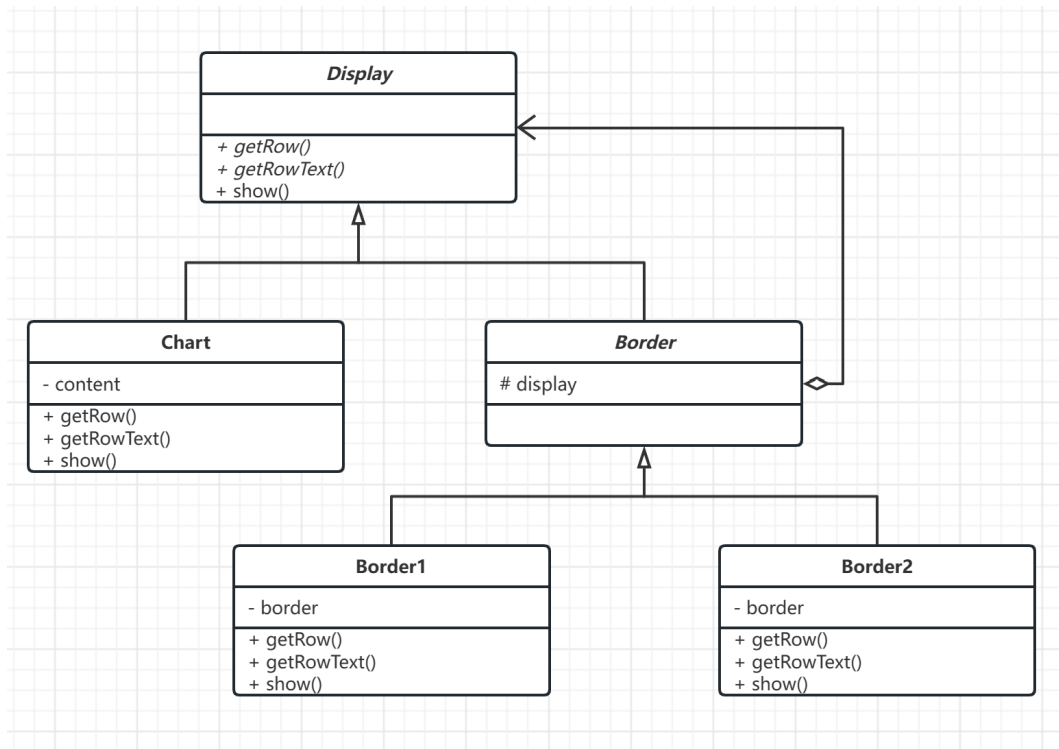 Display
+ getRow()
+ getRowText()
+ show()
Chart
- content
+ getRow()
+ getRowText()
+ show()
Border
# display
Border1
- border
+ getRow()
+ getRowText()
+ show()
Border2
- border
+ getRow()
+ getRowText()
+ show()